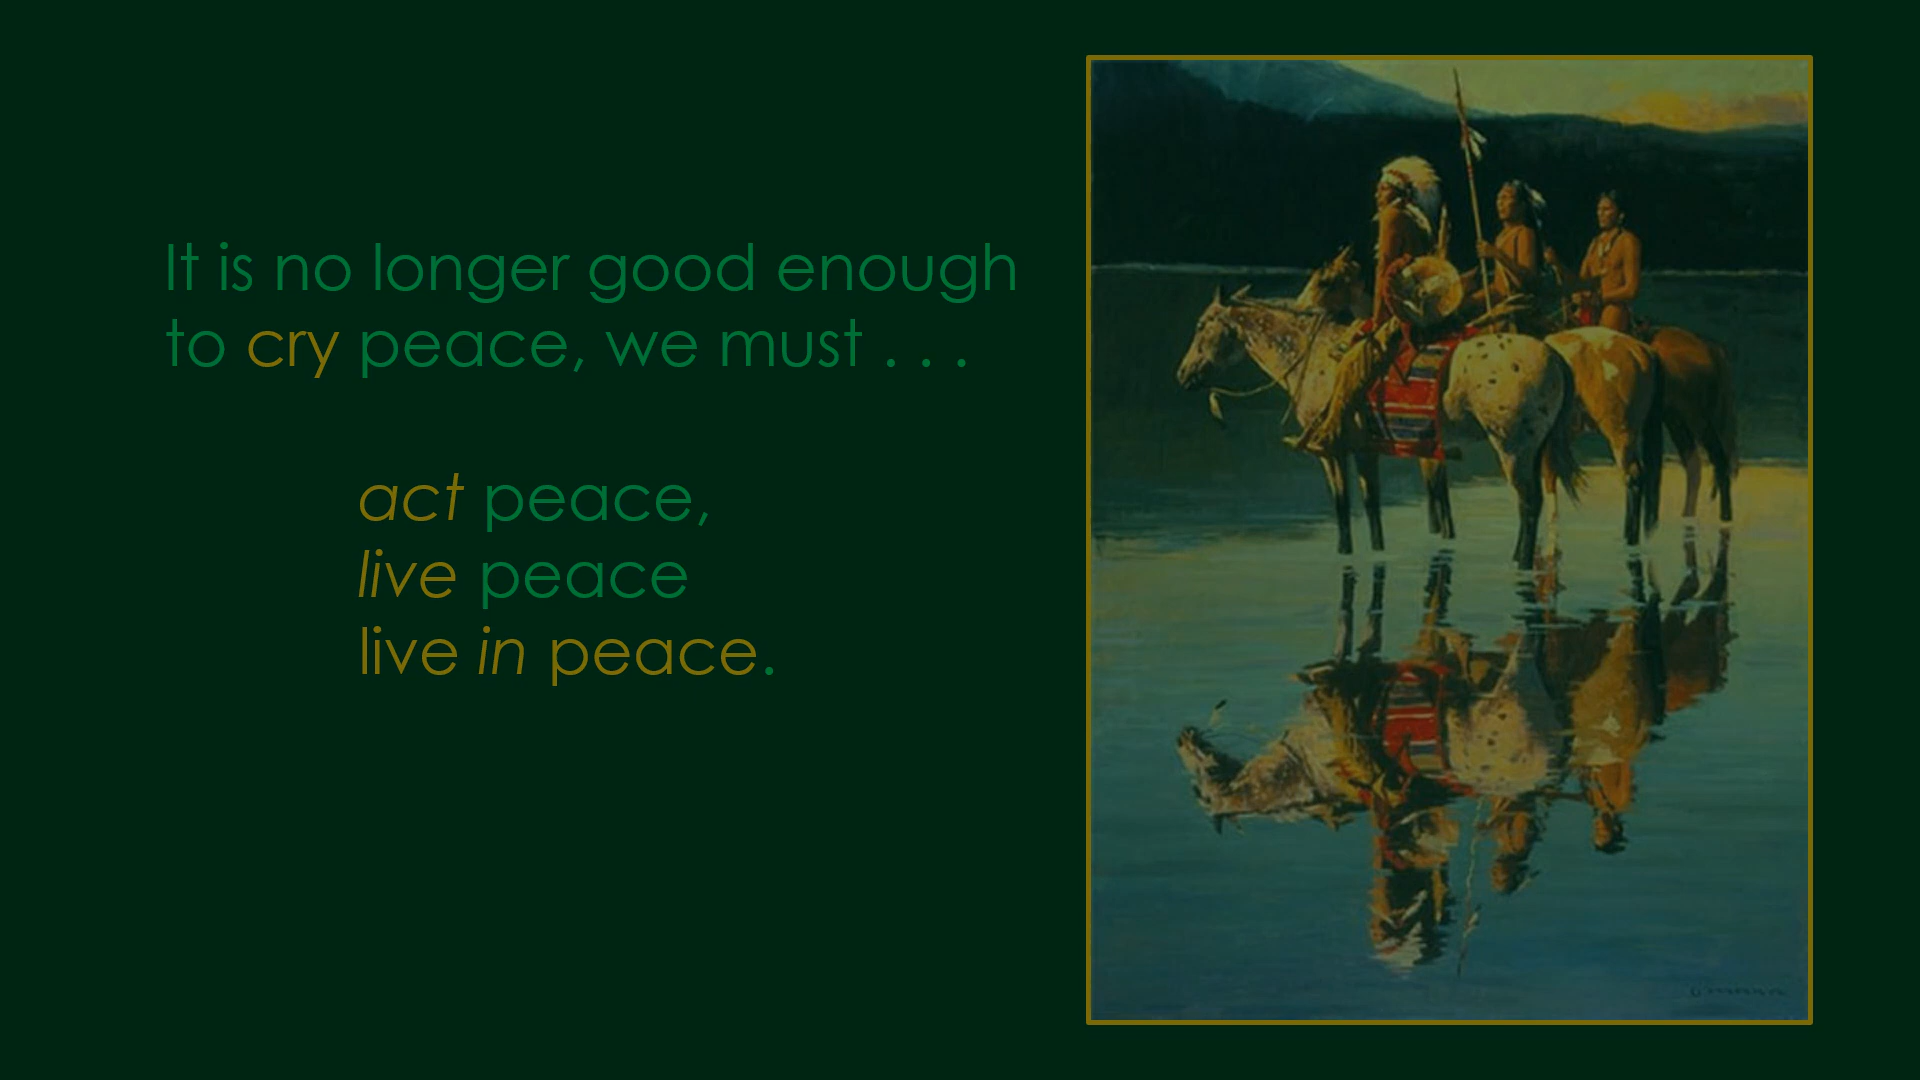 It is no longer good enough
to cry peace, we must . . .
act peace,
live peace
live in peace.